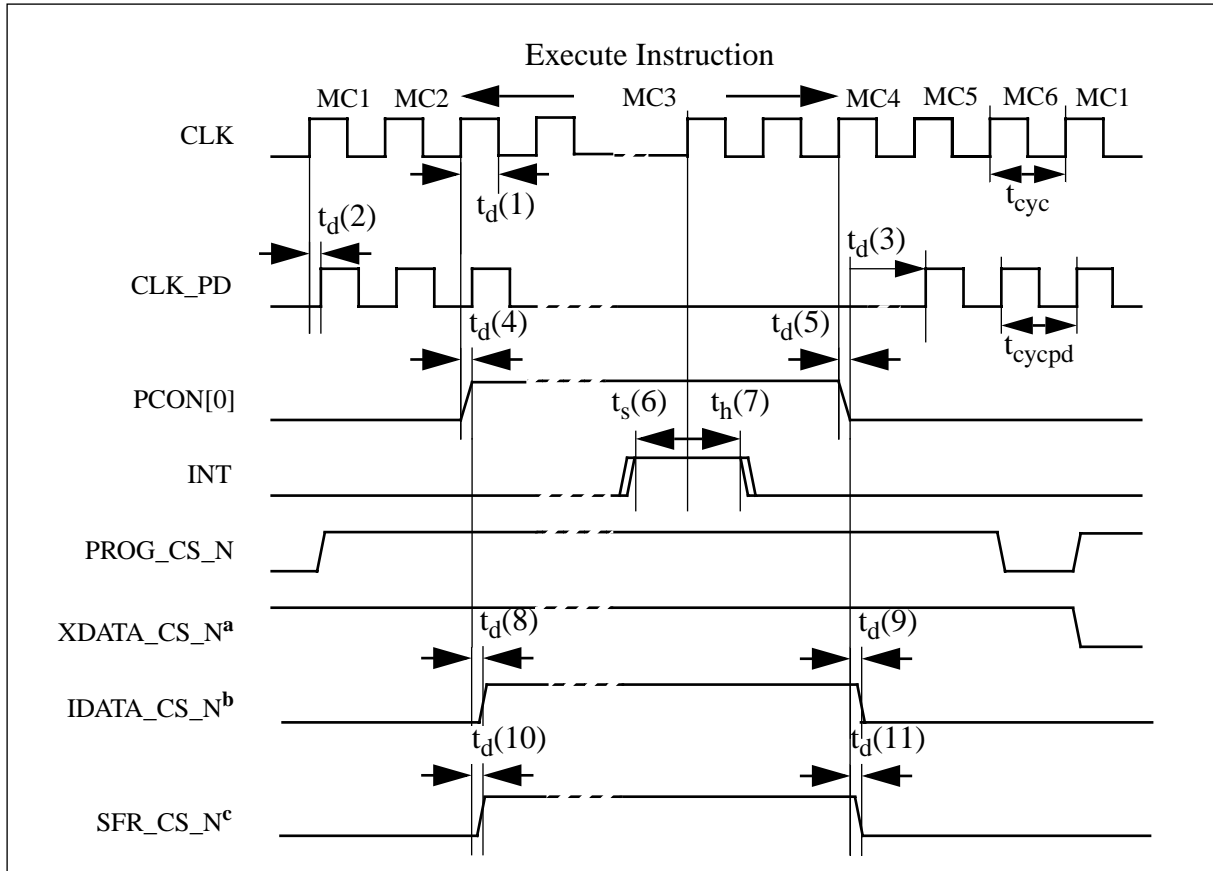 Execute Instruction
MC1 MC2 MC3 MC4 MC5 MC6 MC1
CLK
td(1)
tcyc
td(2)
td(3)
CLK_PD
td(4)
td(5)
tcycpd
PCON[0]
ts(6) th(7)
INT
PROG_CS_N
XDATA_CS_Na
td(8) td(9)
IDATA_CS_Nb
td(10) td(11)
SFR_CS_Nc